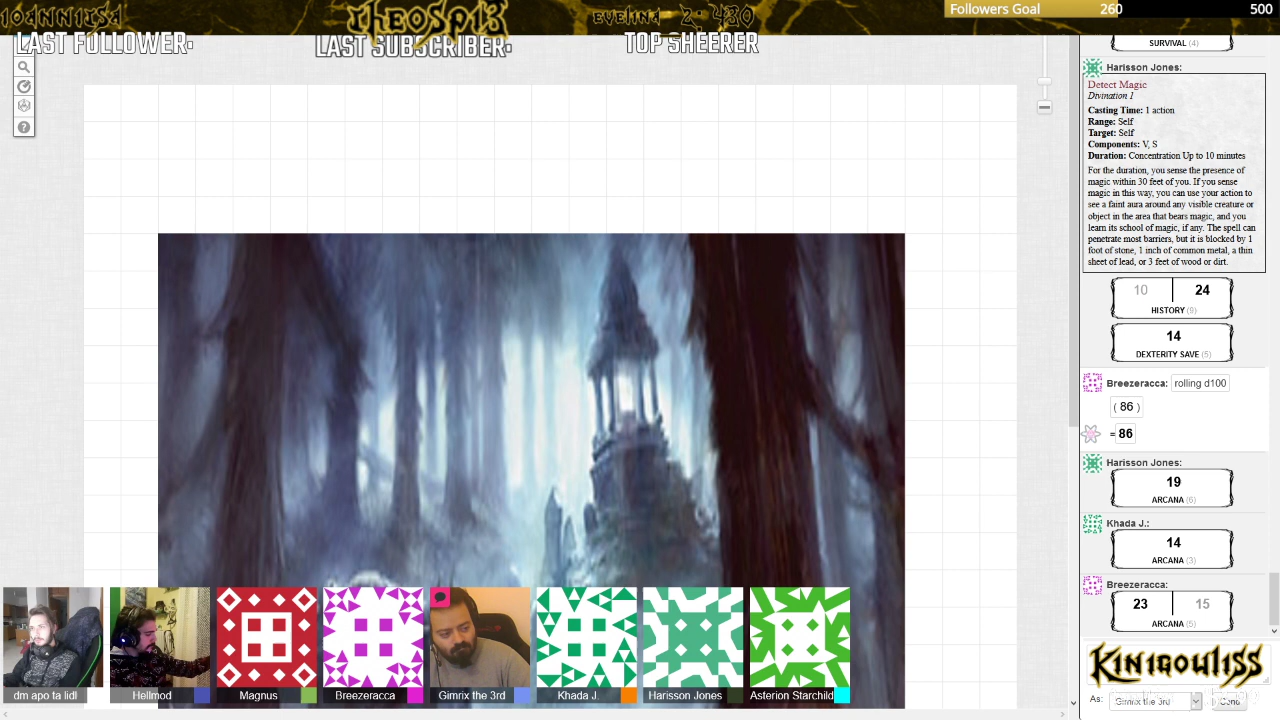 ioannitsa
rheosp13
evelina_2: 430
Followers Goal
260
500
LAST FOLLOWER:
LAST SUBSCRIBER:
TOP SHEERER
SURVIVAL (4)
Harisson Jones:
Detect Magic
Divination 1
Casting Time: 1 action
Range: Self
Target: Self
Components: V, S
Duration: Concentration Up to 10 minutes
For the duration, you sense the presence of
magic within 30 feet of you. If you sense
magic in this way, you can use your action to
see a faint aura around any visible creature or
object in the area that bears magic, and you
learn its school of magic, if any. The spell can
penetrate most barriers, but it is blocked by 1
foot of stone, 1 inch of common metal, a thin
sheet of lead, or 3 feet of wood or dirt.
10 24
HISTORY (9)
14
DEXTERITY SAVE (5)
Breezeracca: rolling d100
( 86 )
= 86
Harisson Jones:
19
ARCANA (6)
Khada J.:
14
ARCANA (3)
Breezeracca:
23 15
ARCANA (5)
KINIGOULISS
As: Gimrix the 3rd Send
dm apo ta lidl
Hellmod
Magnus
Breezeracca
Gimrix the 3rd
Khada J.
Harisson Jones
Asterion Starchild